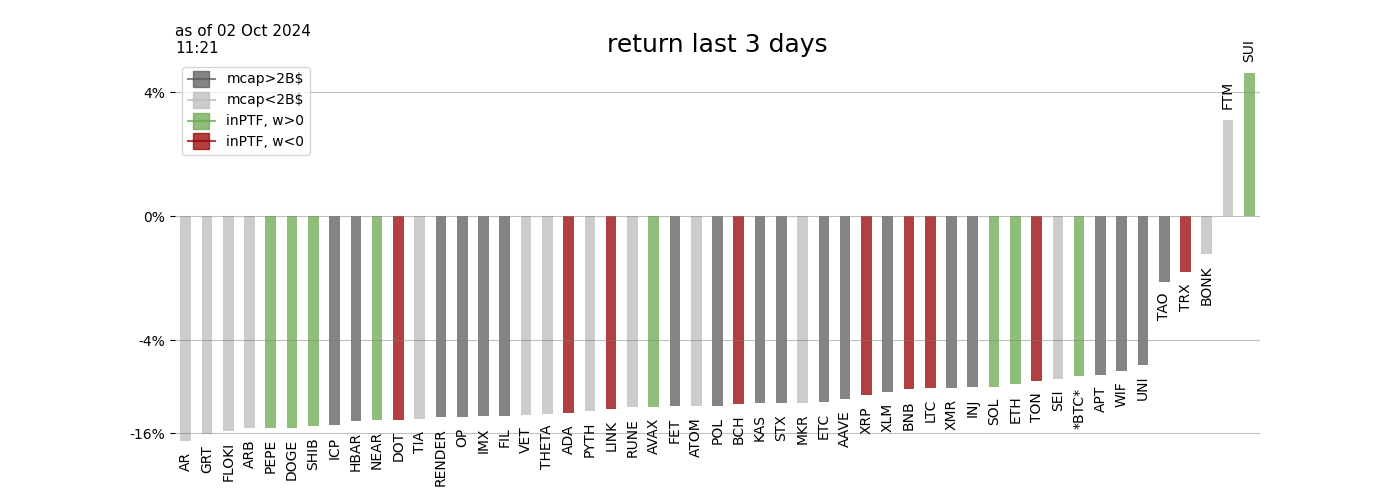 as of 02 Oct 2024
11:21
return last 3 days
mcap>2B$
mcap<2B$
inPTF, w>0
inPTF, w<0
4%
0%
-4%
-16%
AR
GRT
FLOKI
ARB
PEPE
DOGE
SHIB
ICP
HBAR
NEAR
DOT
TIA
RENDER
OP
IMX
FIL
VET
THETA
ADA
PYTH
LINK
RUNE
AVAX
FET
ATOM
POL
BCH
KAS
STX
MKR
ETC
AAVE
XRP
XLM
BNB
LTC
XMR
INJ
SOL
ETH
TON
SEI
*BTC*
APT
WIF
UNI
TAO
TRX
BONK
FTM
SUI